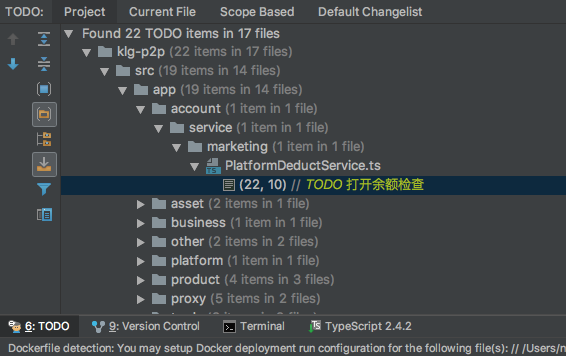 TODO: Project Current File Scope Based Default Changelist
Found 22 TODO items in 17 files
klg-p2p (22 items in 17 files)
src (19 items in 14 files)
app (19 items in 14 files)
account (1 item in 1 file)
service (1 item in 1 file)
marketing (1 item in 1 file)
PlatformDeductService.ts
(22, 10) // TODO 打开余额检查
asset (2 items in 2 files)
business (1 item in 1 file)
other (2 items in 2 files)
platform (1 item in 1 file)
product (4 items in 3 files)
proxy (5 items in 2 files)
6: TODO 9: Version Control Terminal TypeScript 2.4.2
Dockerfile detection: You may setup Docker deployment run configuration for the following file(s): // /Users/n